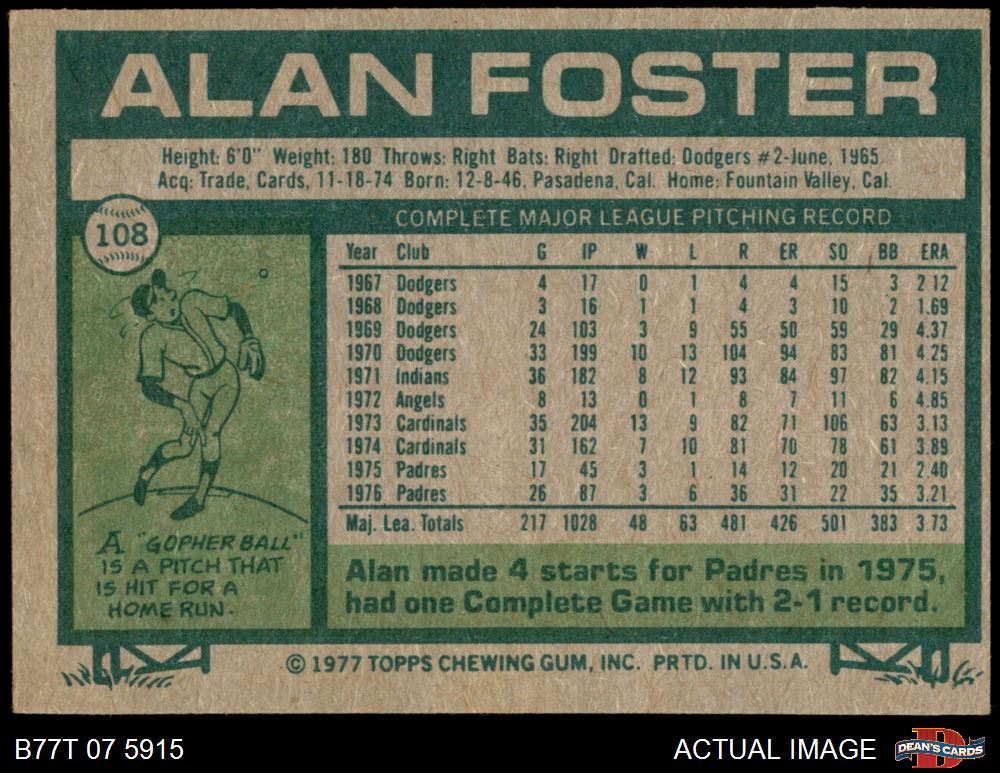 ALAN FOSTER
Height: 6'0" Weight: 180 Throws: Right Bats: Right Drafted: Dodgers #2-June, 1965
Acq: Trade, Cards, 11-18-74 Born: 12-8-46, Pasadena, Cal. Home: Fountain Valley, Cal.
108
COMPLETE MAJOR LEAGUE PITCHING RECORD
Year Club G IP W L R ER SO BB ERA
1967 Dodgers 4 17 0 1 4 4 15 3 2.12
1968 Dodgers 3 16 1 1 4 3 10 2 1.69
1969 Dodgers 24 103 3 9 55 50 59 29 4.37
1970 Dodgers 33 199 10 13 104 94 83 81 4.25
1971 Indians 36 182 8 12 93 84 97 82 4.15
1972 Angels 8 13 0 1 8 7 11 6 4.85
1973 Cardinals 35 204 13 9 82 71 106 63 3.13
1974 Cardinals 31 162 7 10 81 70 78 61 3.89
1975 Padres 17 45 3 1 14 12 20 21 2.40
1976 Padres 26 87 3 6 36 31 22 35 3.21
Maj. Lea. Totals 217 1028 48 63 481 426 501 383 3.73
A "GOPHER BALL"
IS A PITCH THAT
IS HIT FOR A
HOME RUN.
Alan made 4 starts for Padres in 1975,
had one Complete Game with 2-1 record.
© 1977 TOPPS CHEWING GUM, INC. PRTD. IN U.S.A.
B77T 07 5915
ACTUAL IMAGE
DEAN'S CARDS